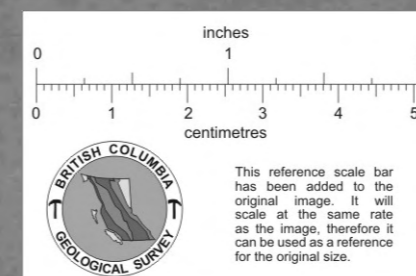 inches
0 1
0 1 2 3 4 5
centimetres
BRITISH COLUMBIA
GEOLOGICAL SURVEY
This reference scale bar
has been added to the
original image. It will
scale at the same rate
as the image, therefore it
can be used as a reference
for the original size.